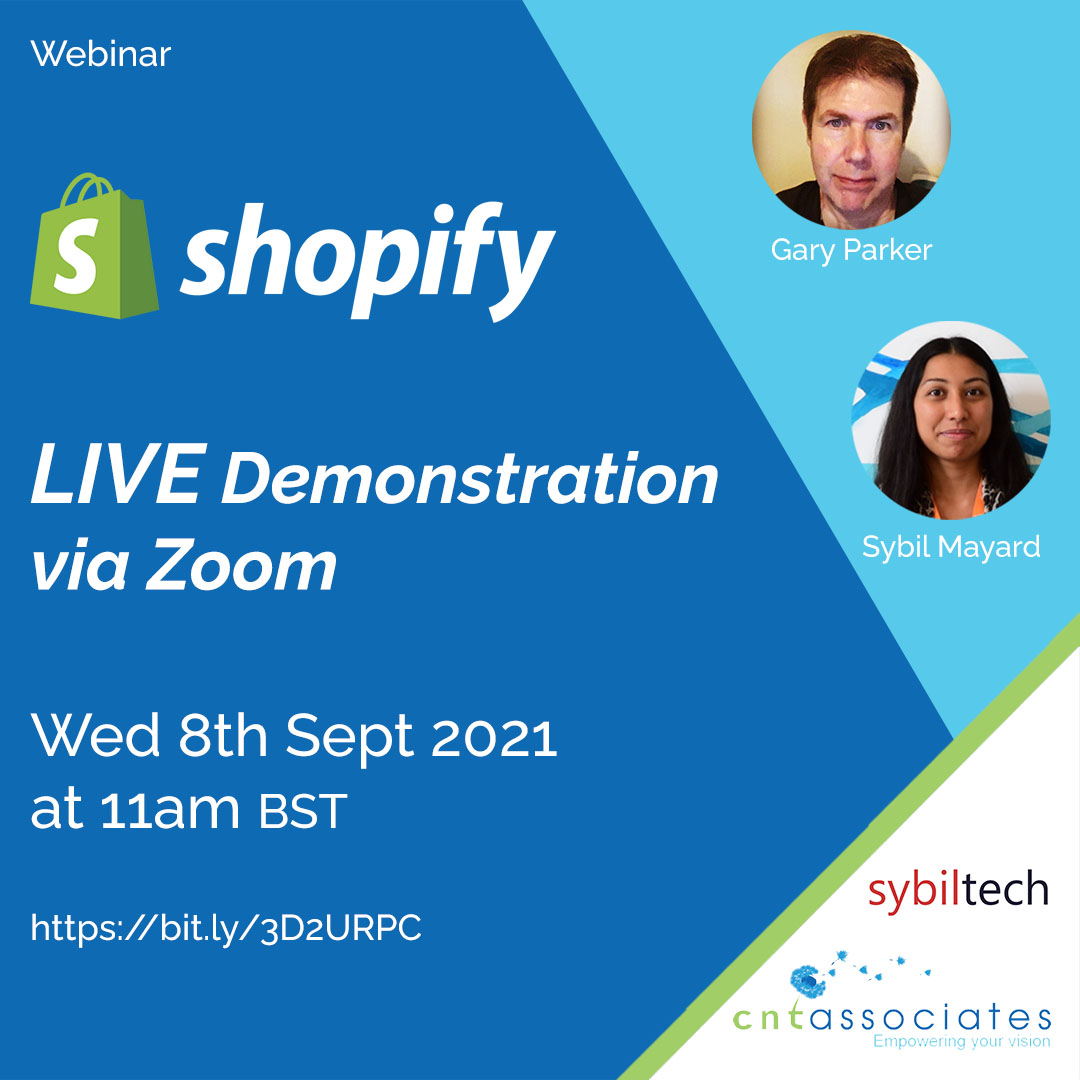 Webinar
S shopify
LIVE Demonstration
via Zoom
Wed 8th Sept 2021
at 11am BST
https://bit.ly/3D2URPC
Gary Parker
Sybil Mayard
sybiltech
cntassociates
Empowering your vision